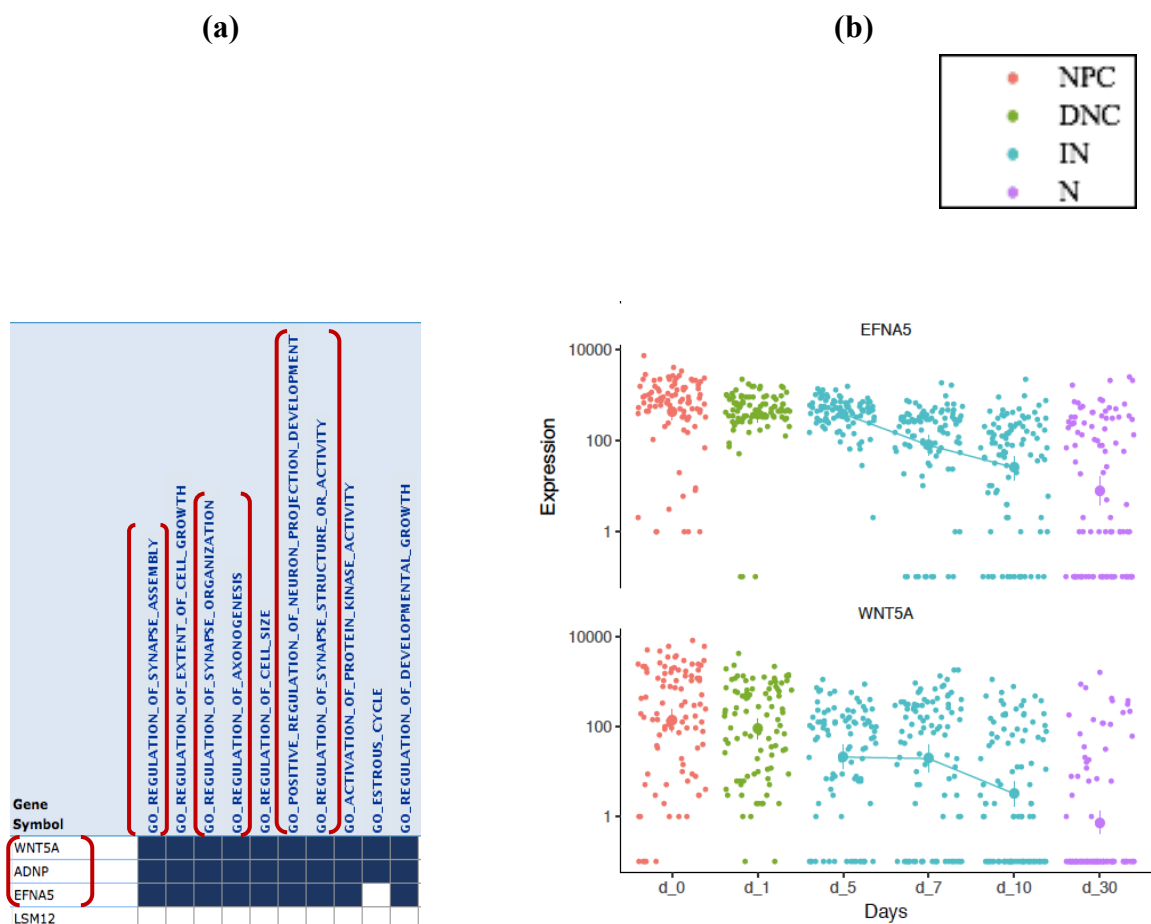 (a)
(b)
NPC
DNC
IN
N
GO_REGULATION_OF_SYNAPSE_ASSEMBLY
GO_REGULATION_OF_EXTENT_OF_CELL_GROWTH
GO_REGULATION_OF_SYNAPSE_ORGANIZATION
GO_REGULATION_OF_AXONOGENESIS
GO_REGULATION_OF_CELL_SIZE
GO_POSITIVE_REGULATION_OF_NEURON_PROJECTION_DEVELOPMENT
GO_REGULATION_OF_SYNAPSE_STRUCTURE_OR_ACTIVITY
GO_ACTIVATION_OF_PROTEIN_KINASE_ACTIVITY
GO_ESTROUS_CYCLE
GO_REGULATION_OF_DEVELOPMENTAL_GROWTH
Gene
Symbol
WNT5A
ADNP
EFNA5
LSM12
EFNA5
10000
100
1
Expression
WNT5A
10000
100
1
d_0 d_1 d_5 d_7 d_10 d_30
Days